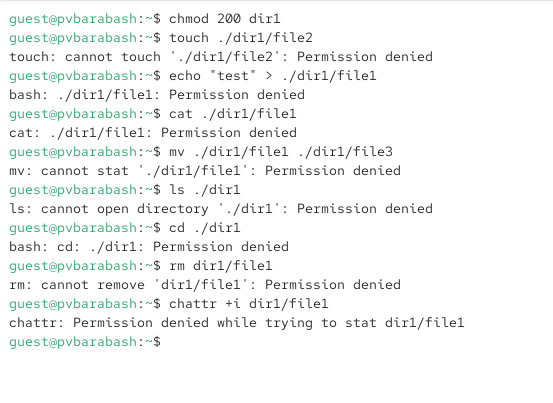 guest@pvbarabash:~$ chmod 200 dir1
guest@pvbarabash:~$ touch ./dir1/file2
touch: cannot touch './dir1/file2': Permission denied
guest@pvbarabash:~$ echo "test" > ./dir1/file1
bash: ./dir1/file1: Permission denied
guest@pvbarabash:~$ cat ./dir1/file1
cat: ./dir1/file1: Permission denied
guest@pvbarabash:~$ mv ./dir1/file1 ./dir1/file3
mv: cannot stat './dir1/file1': Permission denied
guest@pvbarabash:~$ ls ./dir1
ls: cannot open directory './dir1': Permission denied
guest@pvbarabash:~$ cd ./dir1
bash: cd: ./dir1: Permission denied
guest@pvbarabash:~$ rm dir1/file1
rm: cannot remove 'dir1/file1': Permission denied
guest@pvbarabash:~$ chattr +i dir1/file1
chattr: Permission denied while trying to stat dir1/file1
guest@pvbarabash:~$